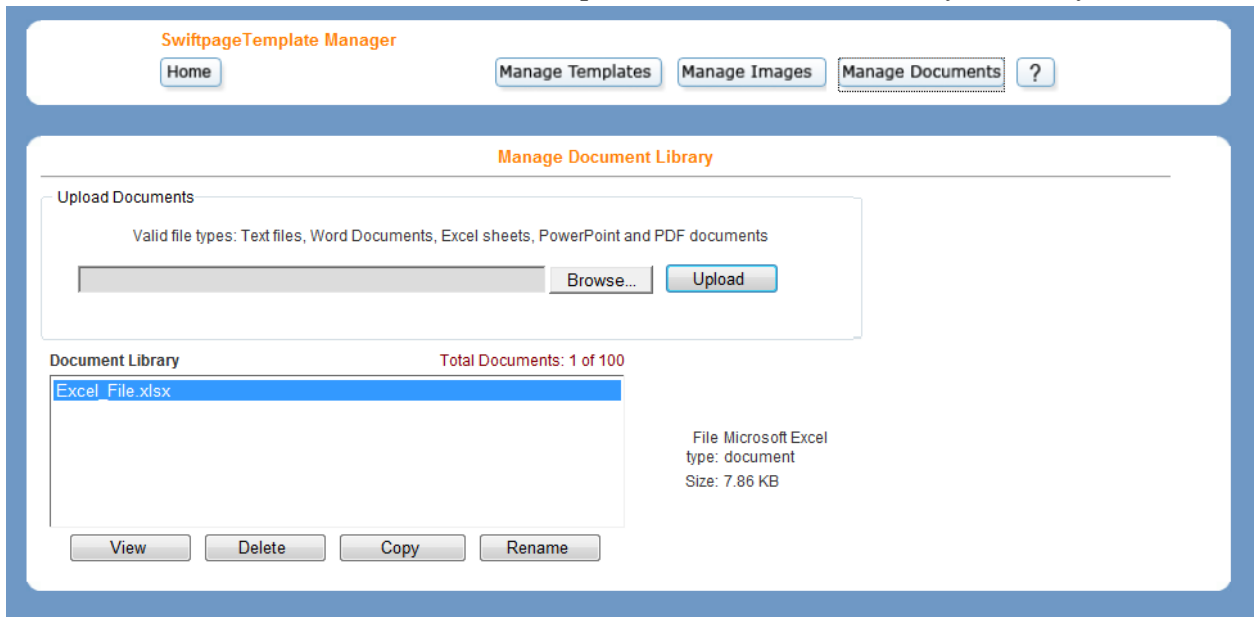 SwiftpageTemplate Manager
Home Manage Templates Manage Images Manage Documents ?
Manage Document Library
Upload Documents
Valid file types: Text files, Word Documents, Excel sheets, PowerPoint and PDF documents
Browse... Upload
Document Library Total Documents: 1 of 100
Excel_File.xlsx
File Microsoft Excel
type: document
Size: 7.86 KB
View Delete Copy Rename